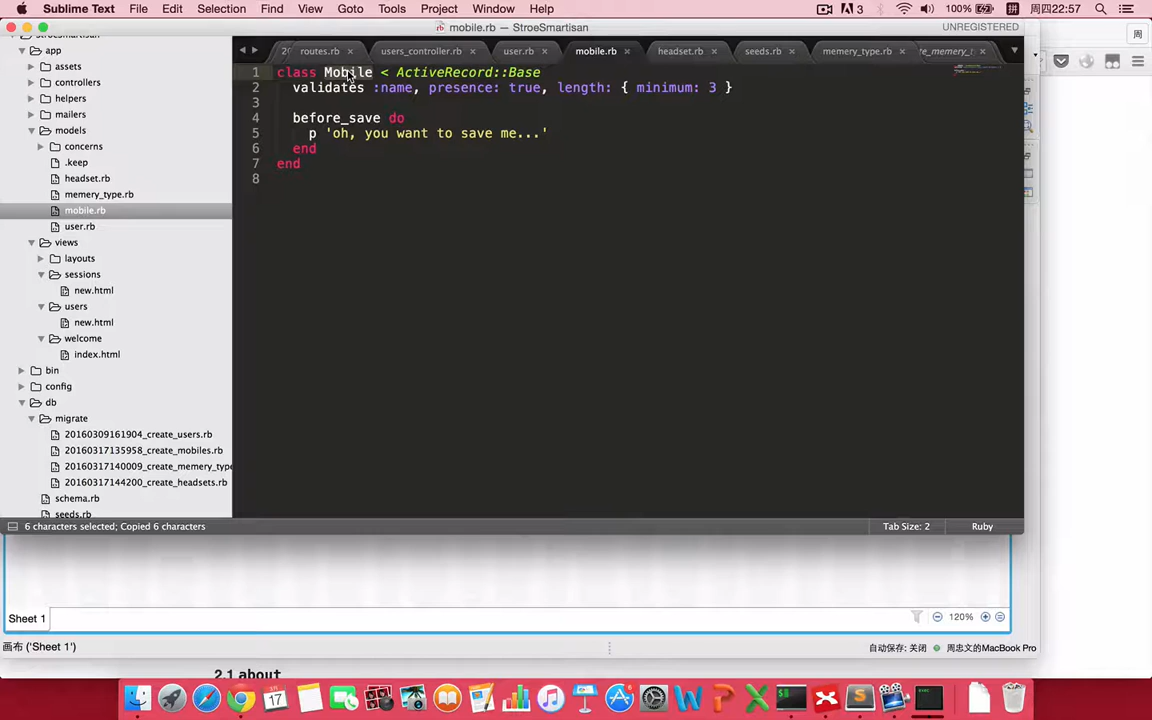 Sublime Text File Edit Selection Find View Goto Tools Project Window Help 3 100% 拼 周四22:57
mobile.rb — StroeSmartisan UNREGISTERED
周
StroeSmartisan
app
assets
controllers
helpers
mailers
models
concerns
.keep
headset.rb
memery_type.rb
mobile.rb
user.rb
views
layouts
sessions
new.html
users
new.html
welcome
index.html
bin
config
db
migrate
20160309161904_create_users.rb
20160317135958_create_mobiles.rb
20160317140009_create_memery_type
20160317144200_create_headsets.rb
schema.rb
seeds.rb
routes.rb users_controller.rb user.rb mobile.rb headset.rb seeds.rb memory_type.rb
1 class Mobile < ActiveRecord::Base
2 validates :name, presence: true, length: { minimum: 3 }
3
4 before_save do
5 p 'oh, you want to save me...'
6 end
7 end
8
6 characters selected; Copied 6 characters Tab Size: 2 Ruby
Sheet 1 120%
画布 ('Sheet 1') 自动保存: 关闭 周忠文的MacBook Pro
2.1 about
17